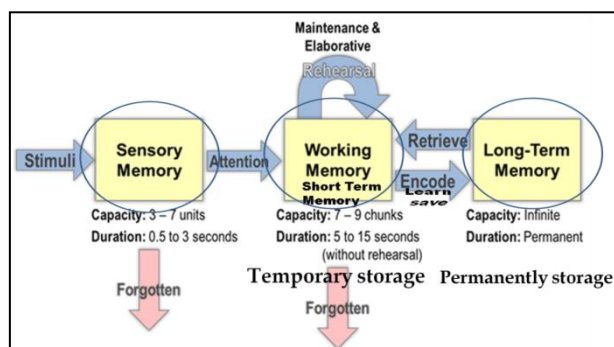 Maintenance &
Elaborative
Rehearsal
Stimuli
Sensory
Memory
Attention
Working
Memory
Short Term
Memory
Retrieve
Encode
Learn
save
Long-Term
Memory
Capacity: 3 – 7 units
Duration: 0.5 to 3 seconds
Capacity: 7 – 9 chunks
Duration: 5 to 15 seconds
(without rehearsal)
Capacity: Infinite
Duration: Permanent
Temporary storage
Permanently storage
Forgotten
Forgotten